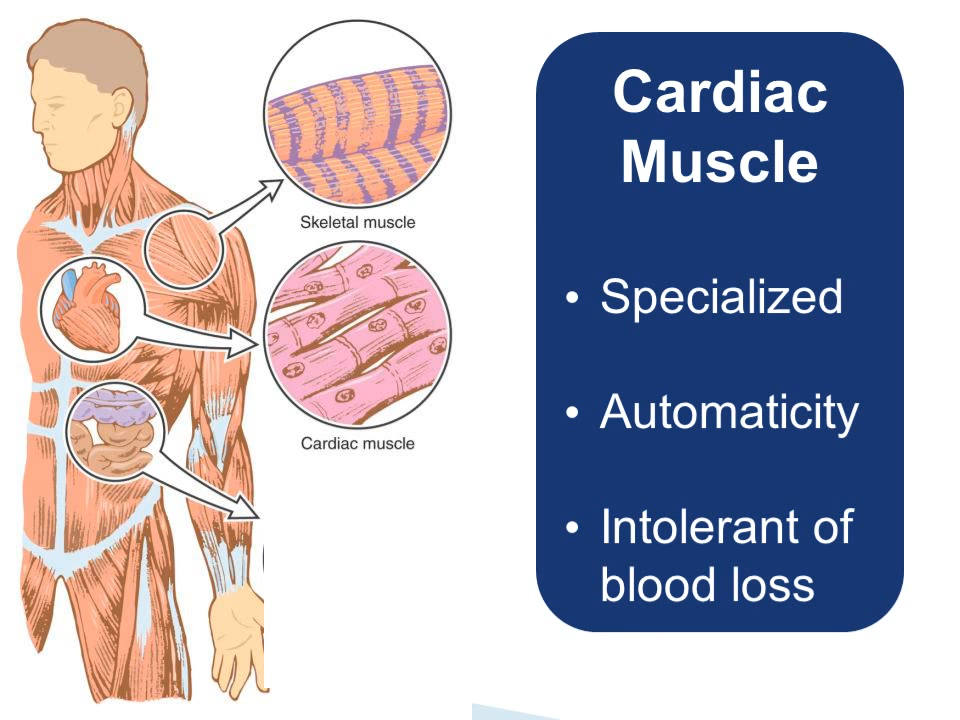 Skeletal muscle
Cardiac muscle
Cardiac
Muscle
• Specialized
• Automaticity
• Intolerant of
blood loss